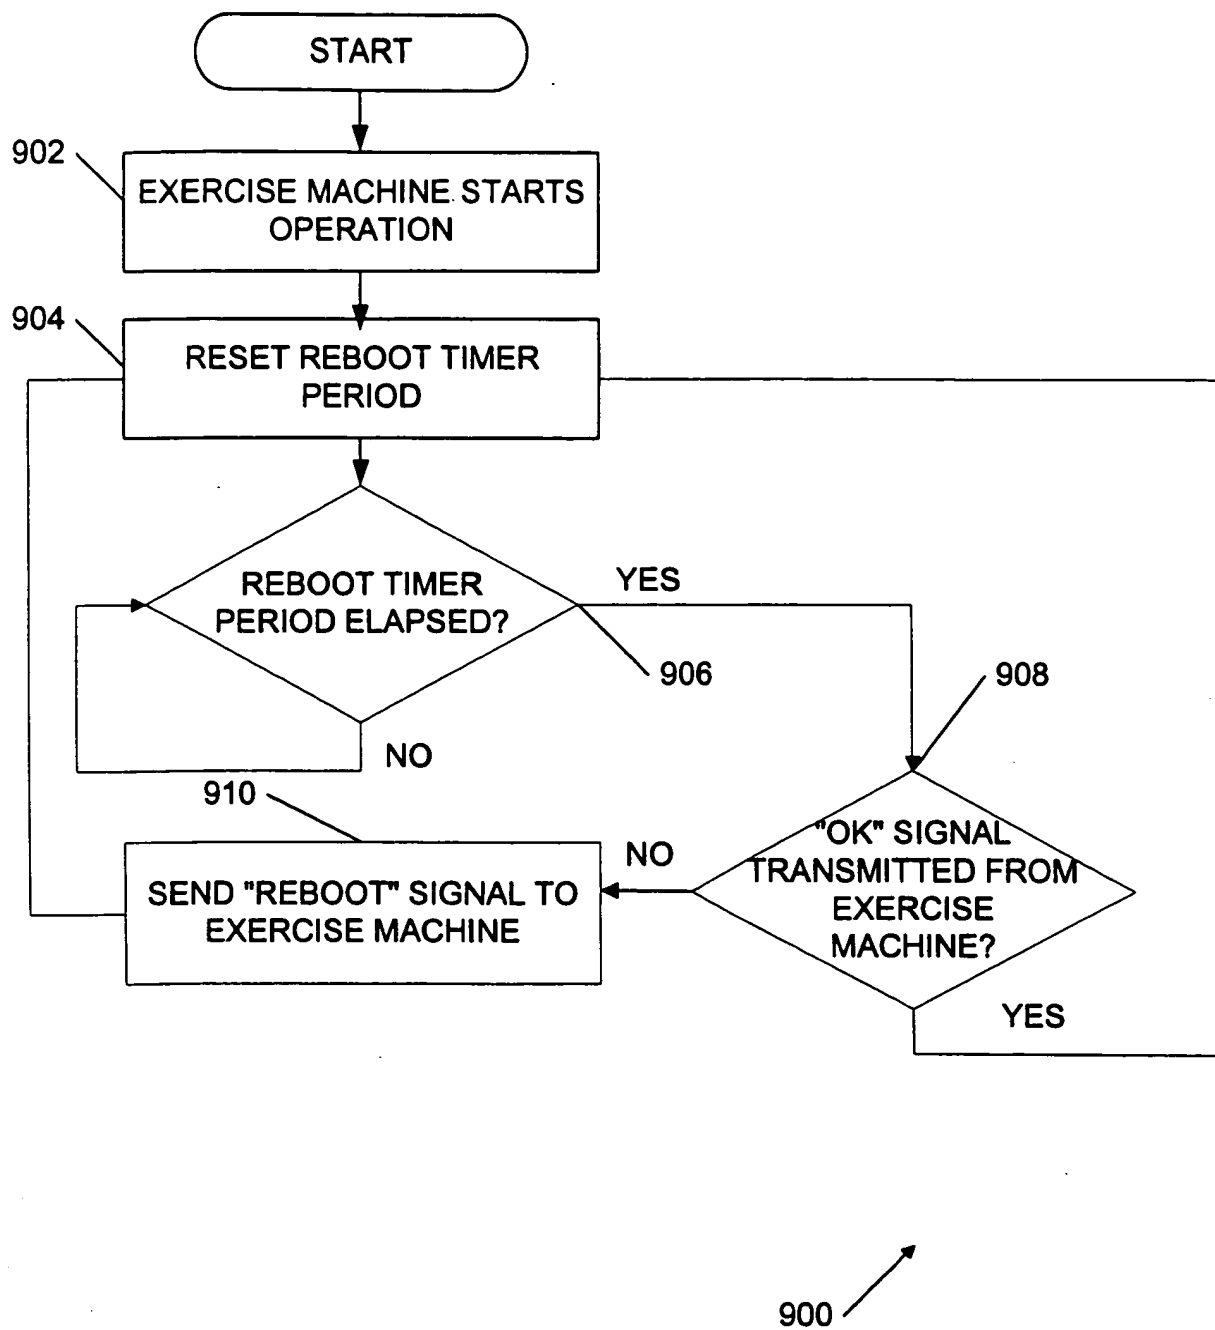 START
902
EXERCISE MACHINE STARTS
OPERATION
904
RESET REBOOT TIMER
PERIOD
REBOOT TIMER
PERIOD ELAPSED?
YES
906
908
NO
910
"OK" SIGNAL
TRANSMITTED FROM
EXERCISE
MACHINE?
NO
SEND "REBOOT" SIGNAL TO
EXERCISE MACHINE
YES
900